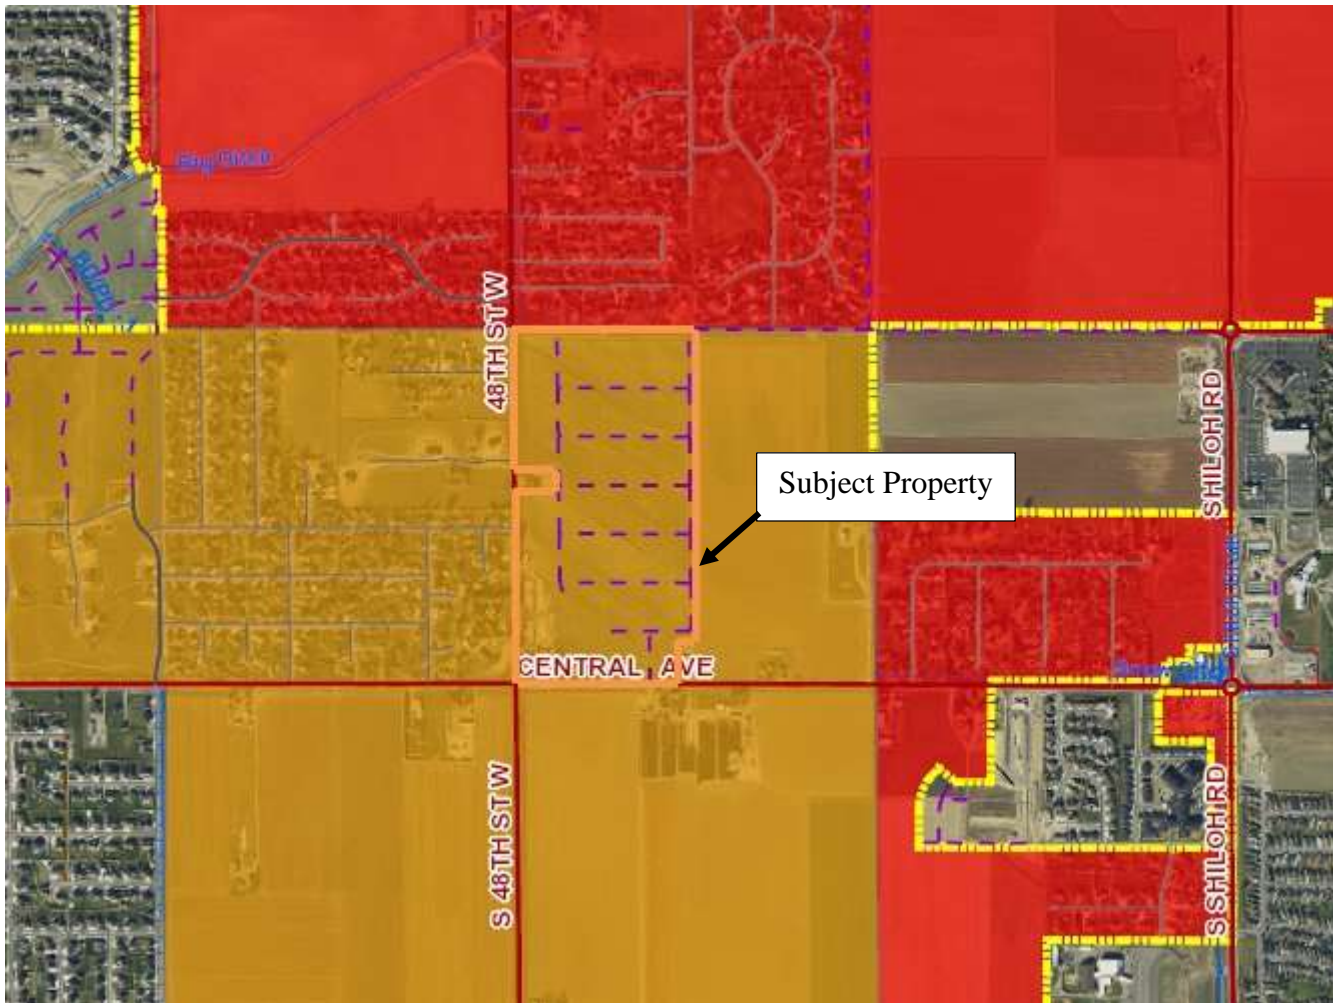 48TH ST W
SHILOH RD
Subject Property
CENTRAL AVE
S 48TH ST W
S SHILOH RD